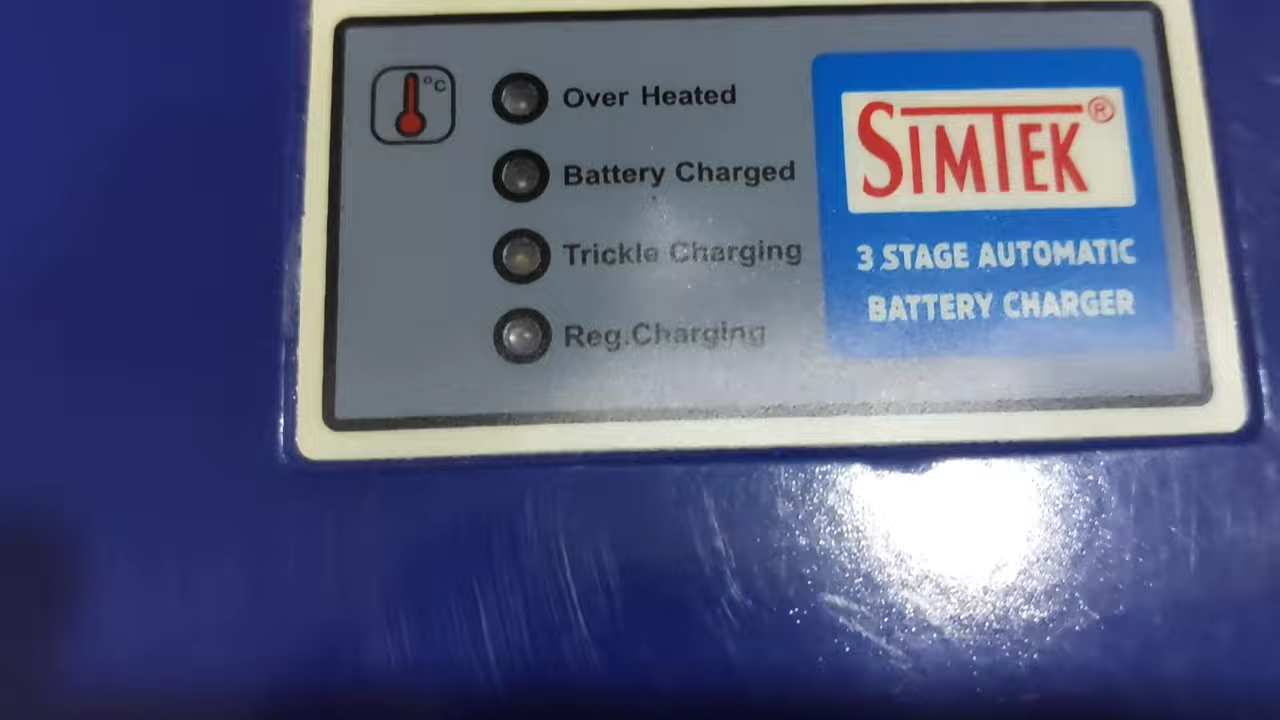 °C
Over Heated
Battery Charged
Trickle Charging
Reg.Charging
SIMTEK®
3 STAGE AUTOMATIC
BATTERY CHARGER